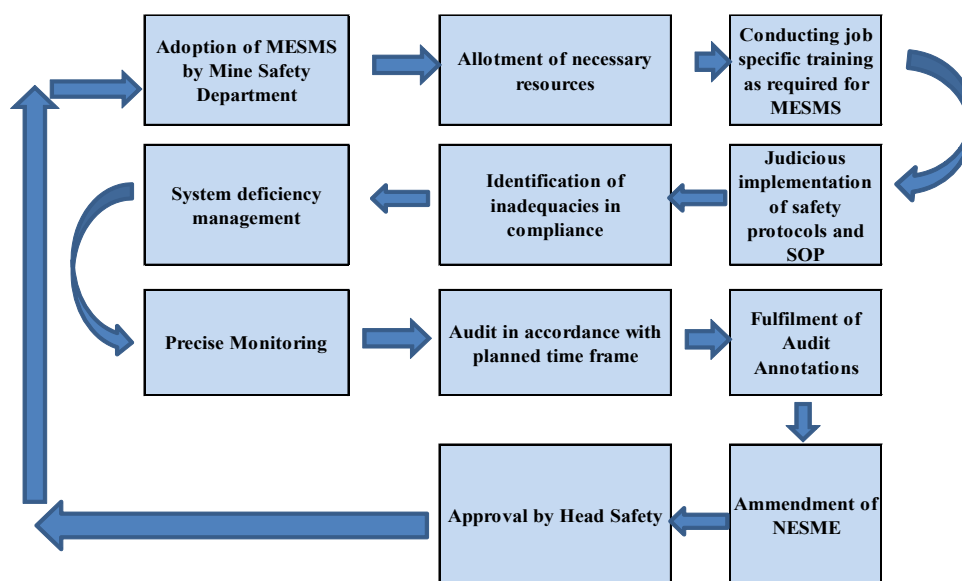 Adoption of MESMS
by Mine Safety
Department
Allotment of necessary
resources
Conducting job
specific training
as required for
MESMS
Judicious
implementation
of safety
protocols and
SOP
Identification of
inadequacies in
compliance
System deficiency
management
Precise Monitoring
Audit in accordance with
planned time frame
Fulfilment of
Audit
Annotations
Ammendment of
NESME
Approval by Head Safety